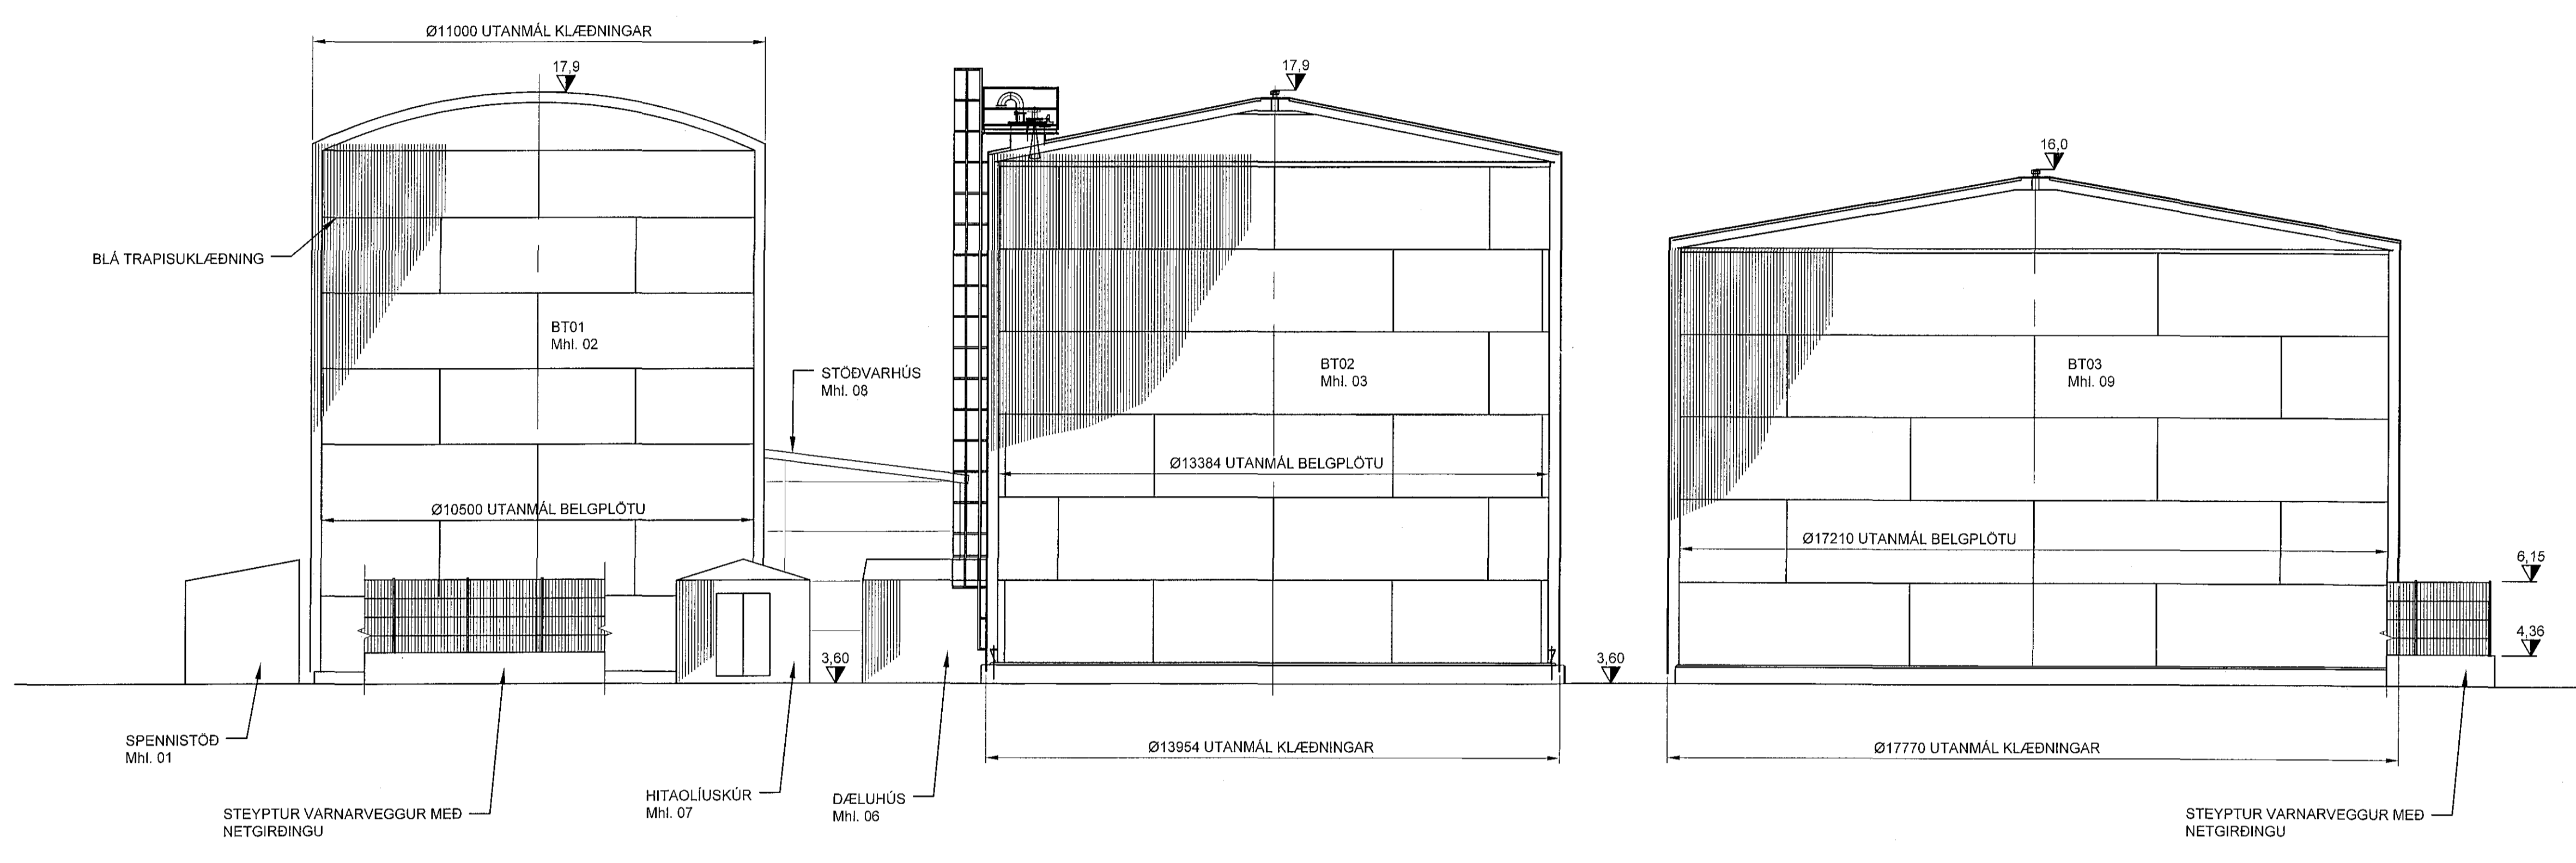 Ø11000 UTANMÁL KLÆÐNINGAR
17,9
17,9
16,0
BLÁ TRAPISUKLÆÐNING
BT01
Mhl. 02
STÖÐVARHÚS
Mhl. 08
BT02
Mhl. 03
BT03
Mhl. 09
Ø13384 UTANMÁL BELGPLÖTU
Ø10500 UTANMÁL BELGPLÖTU
Ø17210 UTANMÁL BELGPLÖTU
6,15
4,36
3,60
3,60
SPENNISTÖÐ
Mhl. 01
Ø13954 UTANMÁL KLÆÐNINGAR
Ø17770 UTANMÁL KLÆÐNINGAR
HITAOLÍUSKÚR
Mhl. 07
DÆLUHÚS
Mhl. 06
STEYPTUR VARNARVEGGUR MEÐ
NETGIRÐINGU
STEYPTUR VARNARVEGGUR MEÐ
NETGIRÐINGU